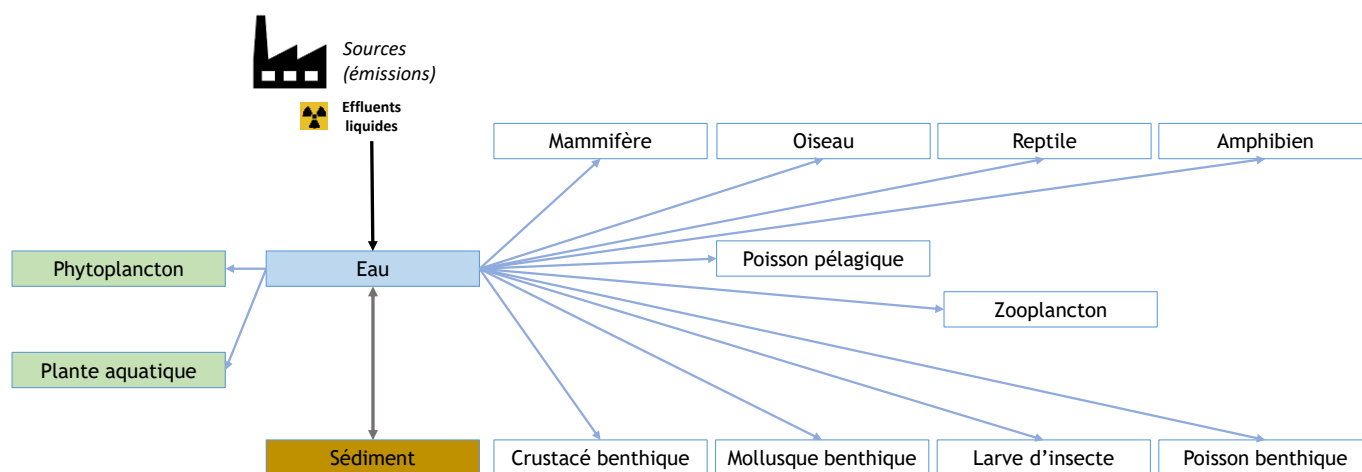 Sources
(émissions)
Effluents
liquides
Mammifère
Oiseau
Reptile
Amphibien
Phytoplancton
Eau
Poisson pélagique
Zooplancton
Plante aquatique
Sédiment
Crustacé benthique
Mollusque benthique
Larve d'insecte
Poisson benthique